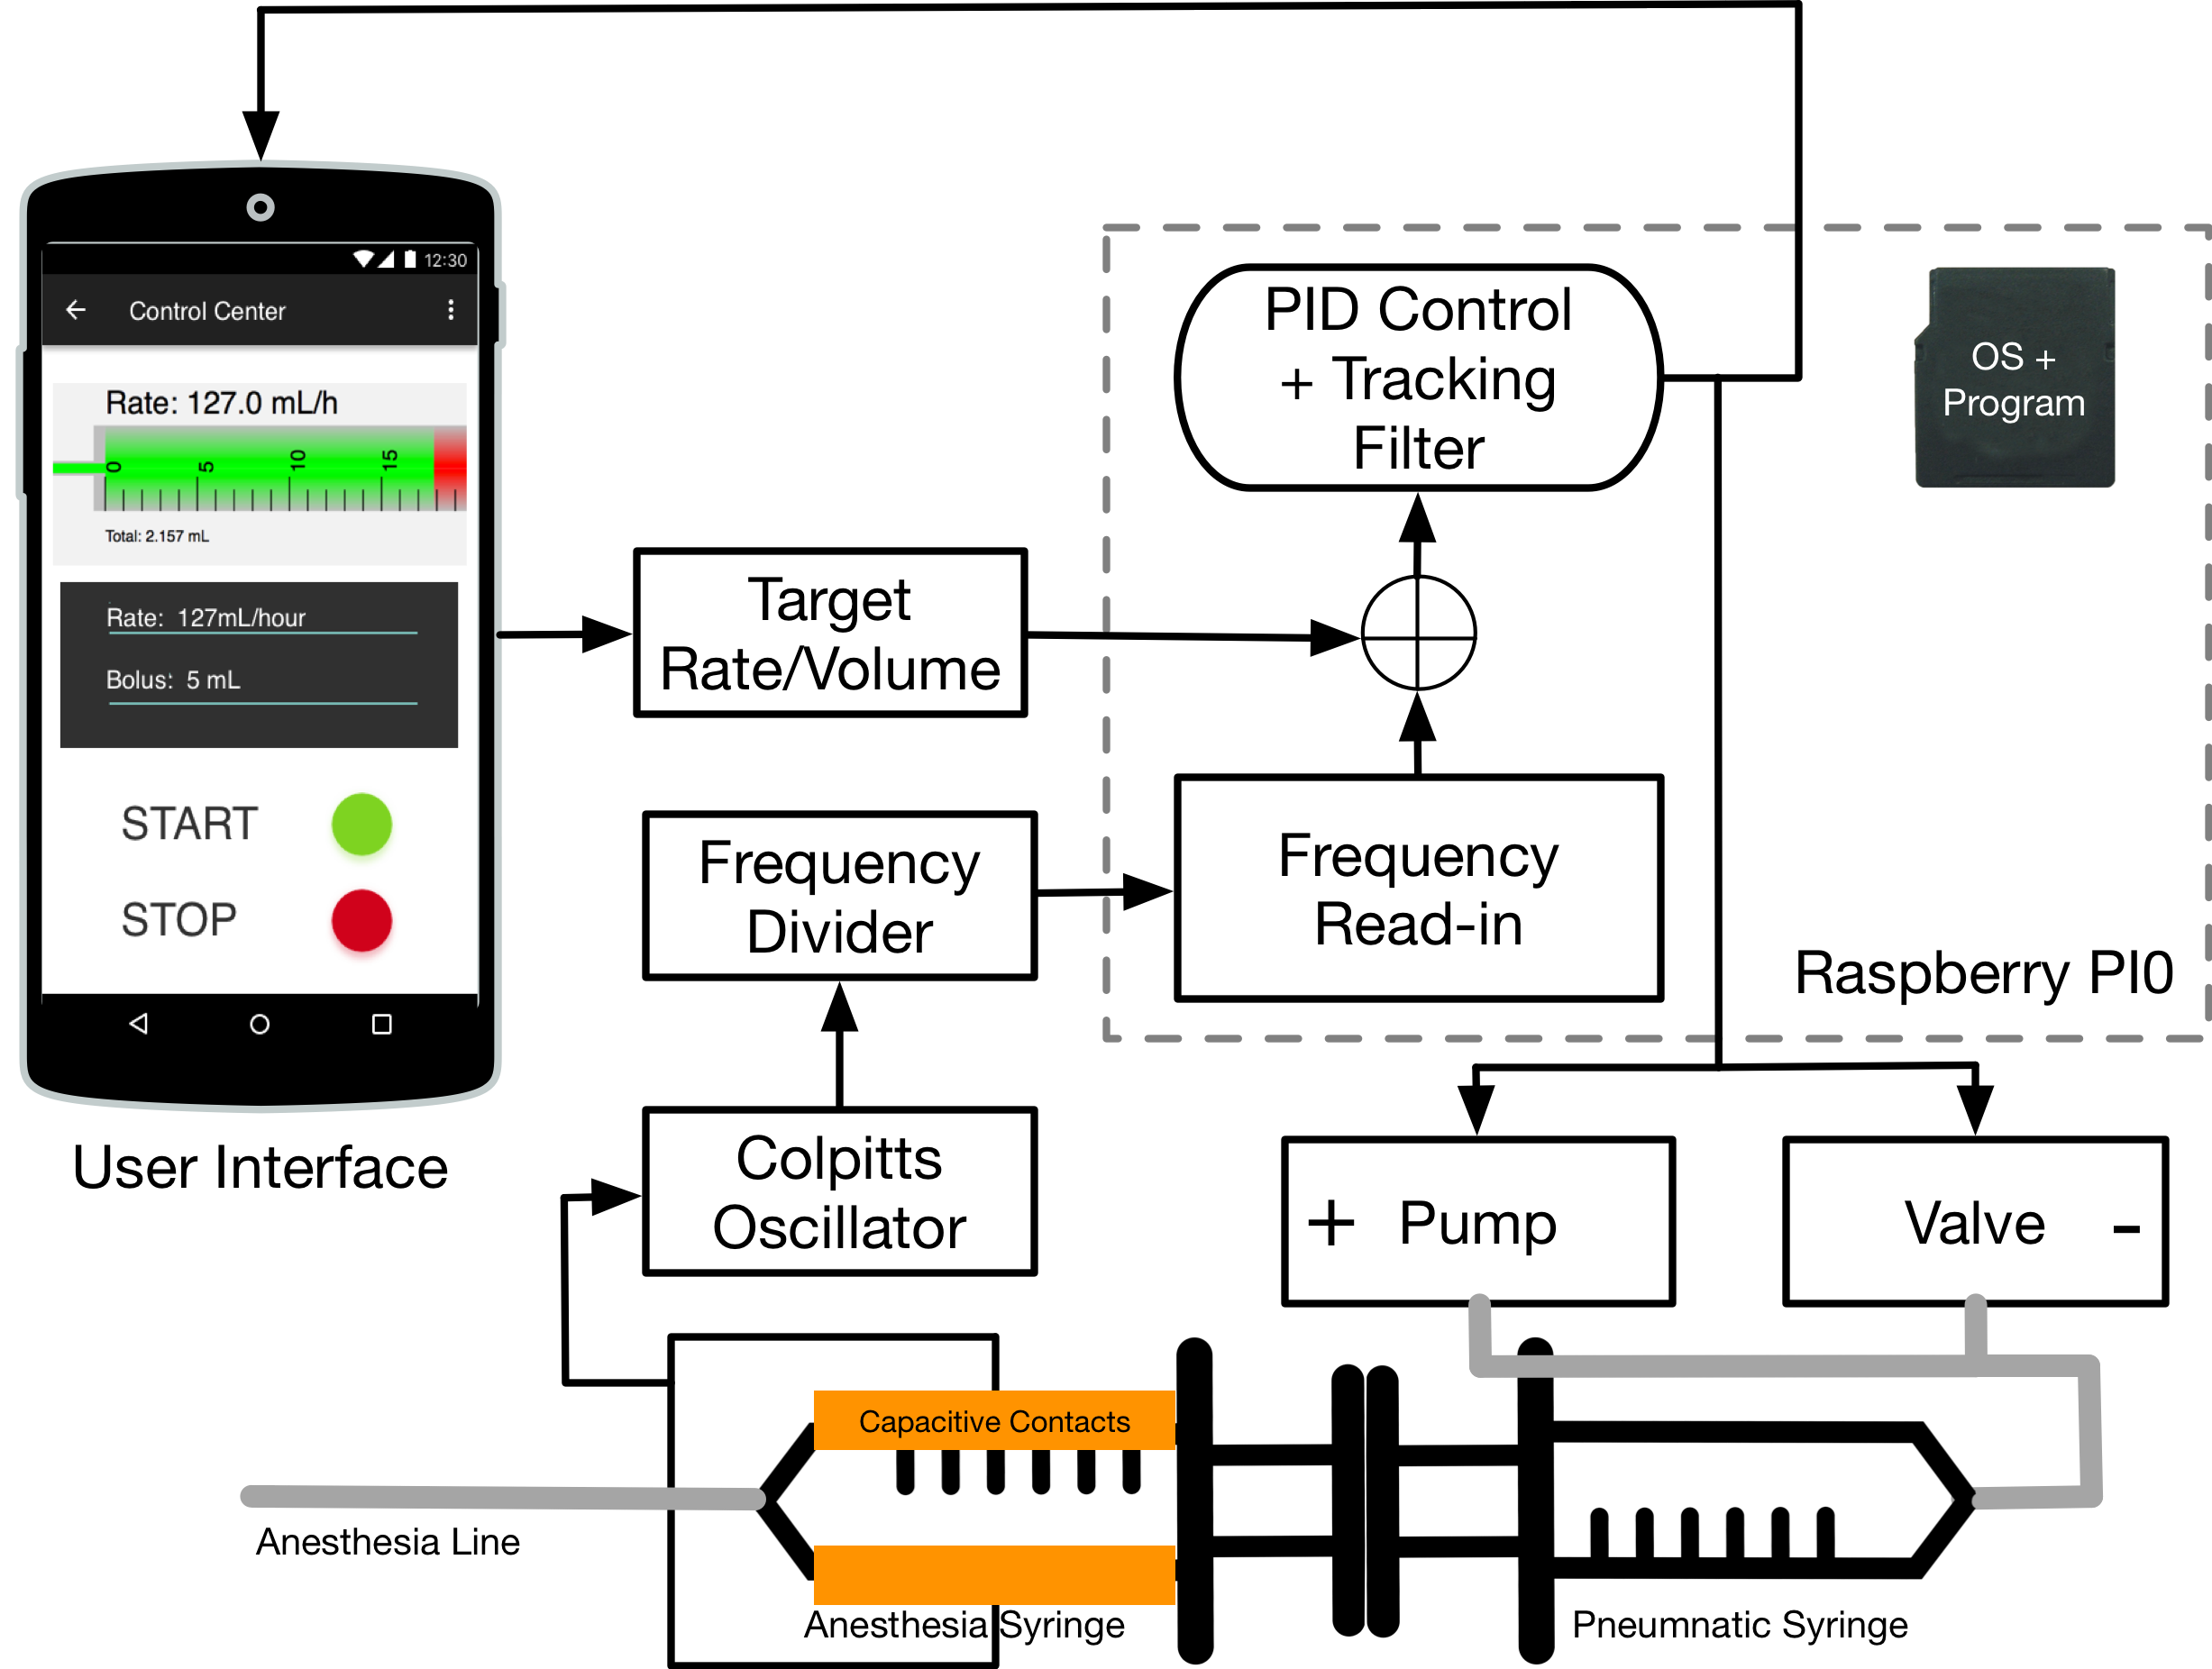 12:30
Control Center
Rate: 127.0 mL/h
0
5
10
15
Total: 2.157 mL
Rate: 127mL/hour
Bolus: 5 mL
START
STOP
User Interface
Target
Rate/Volume
Frequency
Divider
Colpitts
Oscillator
PID Control
+ Tracking
Filter
Frequency
Read-in
OS +
Program
Raspberry PI0
+ Pump
Valve -
Capacitive Contacts
Anesthesia Line
Anesthesia Syringe
Pneumnatic Syringe